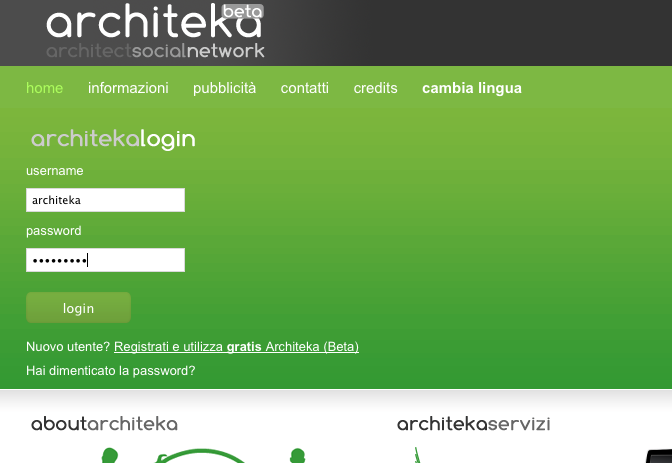 architeka beta
architectsocialnetwork
home informazioni pubblicità contatti credits cambia lingua
architekalogin
username
architeka
password
•••••••••
login
Nuovo utente? Registrati e utilizza gratis Architeka (Beta)
Hai dimenticato la password?
aboutarchiteka architekaservizi